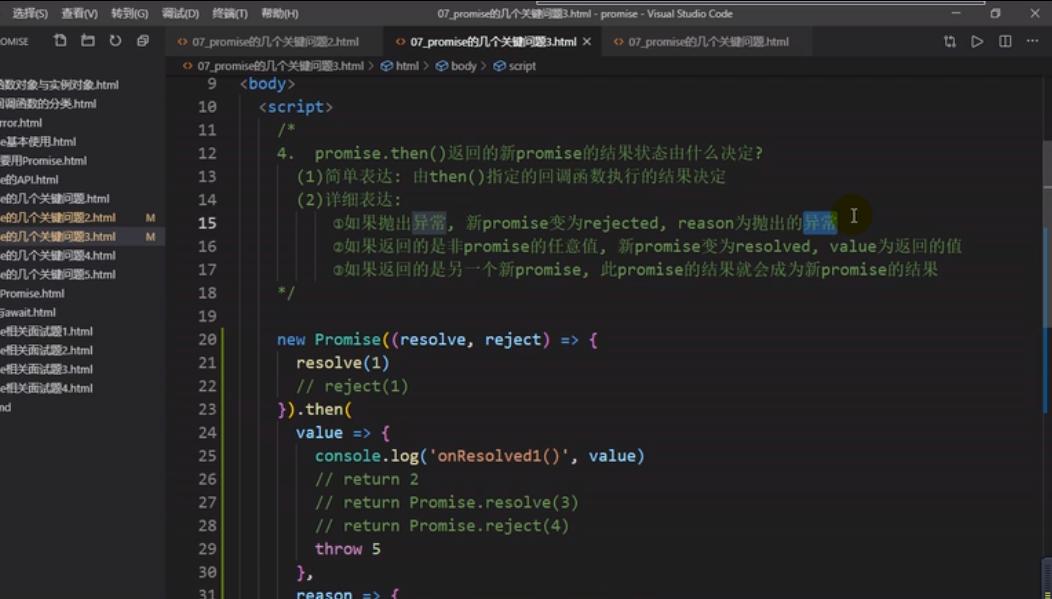 选择(S) 查看(V) 转到(G) 调试(D) 终端(T) 帮助(H) 07_promise的几个关键问题3.html - promise - Visual Studio Code
OMISE 07_promise的几个关键问题2.html 07_promise的几个关键问题3.html 07_promise的几个关键问题.html
07_promise的几个关键问题3.html > html > body > script
函数对象与实例对象.html
回调函数的分类.html
rror.html
e基本使用.html
要用Promise.html
e的API.html
e的几个关键问题.html
e的几个关键问题2.html M
e的几个关键问题3.html M
e的几个关键问题4.html
e的几个关键问题5.html
Promise.html
与await.html
e相关面试题1.html
e相关面试题2.html
e相关面试题3.html
e相关面试题4.html
md
9 <body>
10 <script>
11 /*
12 4. promise.then()返回的新promise的结果状态由什么决定?
13 (1)简单表达: 由then()指定的回调函数执行的结果决定
14 (2)详细表达:
15 ①如果抛出异常, 新promise变为rejected, reason为抛出的异常
16 ②如果返回的是非promise的任意值, 新promise变为resolved, value为返回的值
17 ③如果返回的是另一个新promise, 此promise的结果就会成为新promise的结果
18 */
19
20 new Promise((resolve, reject) => {
21 resolve(1)
22 // reject(1)
23 }).then(
24 value => {
25 console.log('onResolved1()', value)
26 // return 2
27 // return Promise.resolve(3)
28 // return Promise.reject(4)
29 throw 5
30 },
31 reason => {